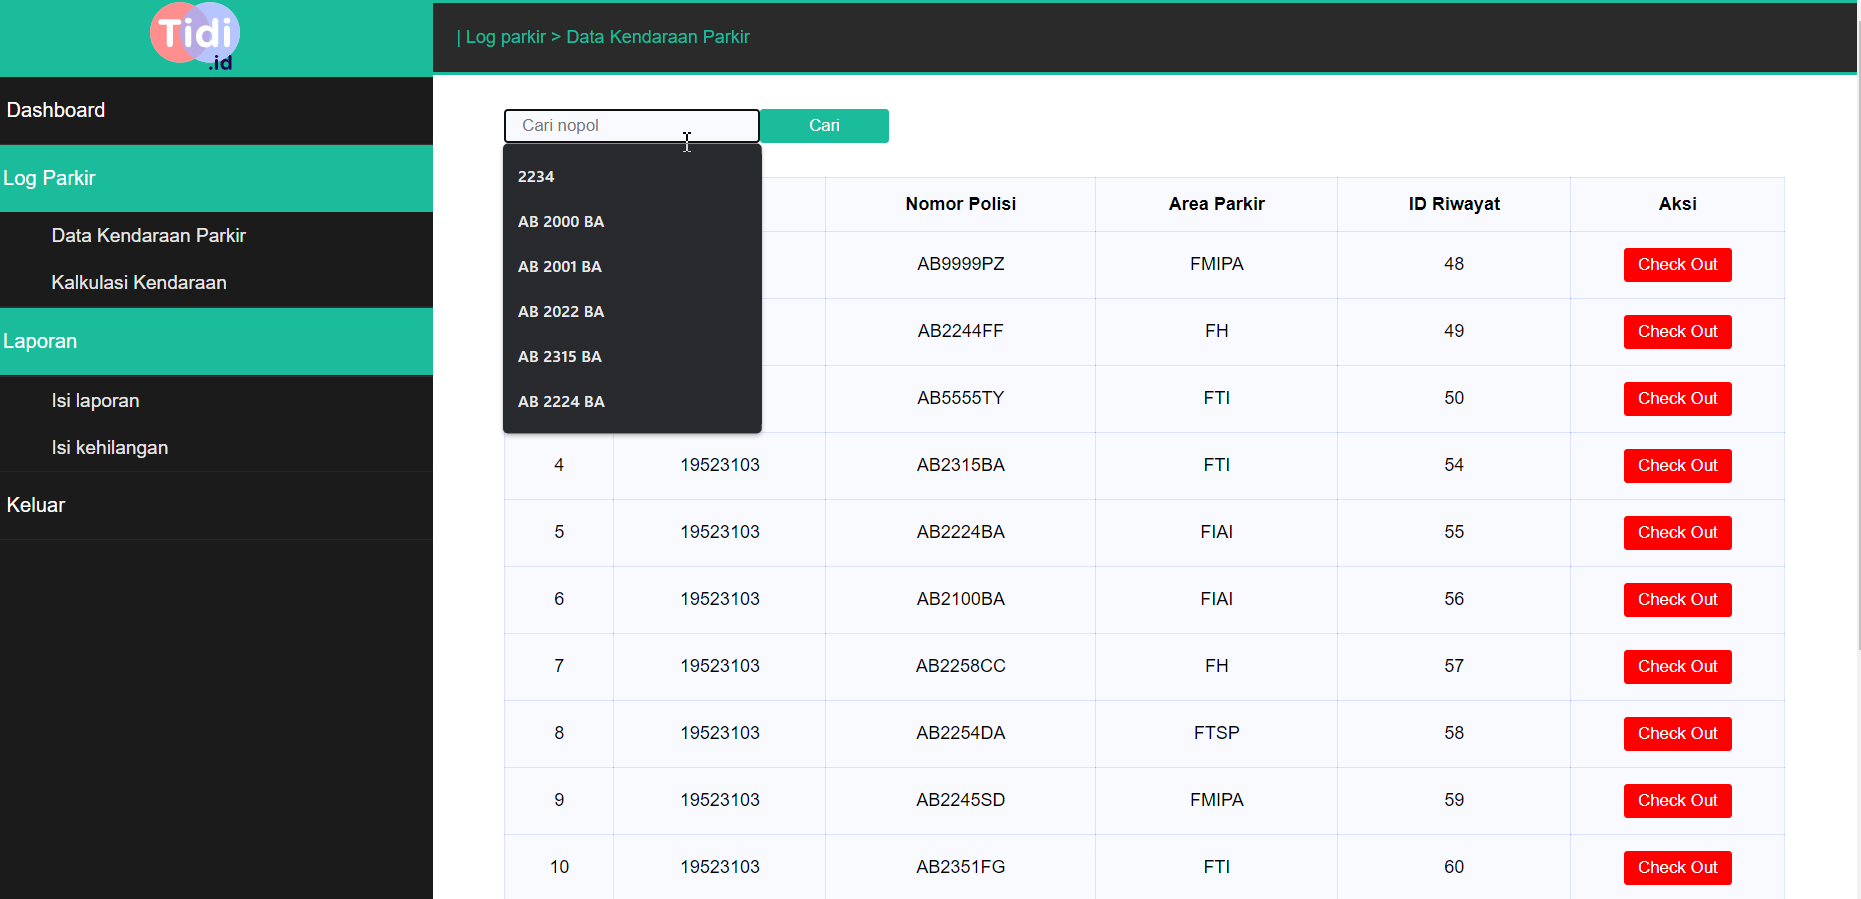 Tidi
.id
Dashboard
Log Parkir
Data Kendaraan Parkir
Kalkulasi Kendaraan
Laporan
Isi laporan
Isi kehilangan
Keluar
| Log parkir > Data Kendaraan Parkir
Cari nopol Cari
2234
AB 2000 BA
AB 2001 BA
AB 2022 BA
AB 2315 BA
AB 2224 BA
Nomor Polisi Area Parkir ID Riwayat Aksi
AB9999PZ FMIPA 48 Check Out
AB2244FF FH 49 Check Out
AB5555TY FTI 50 Check Out
4 19523103 AB2315BA FTI 54 Check Out
5 19523103 AB2224BA FIAI 55 Check Out
6 19523103 AB2100BA FIAI 56 Check Out
7 19523103 AB2258CC FH 57 Check Out
8 19523103 AB2254DA FTSP 58 Check Out
9 19523103 AB2245SD FMIPA 59 Check Out
10 19523103 AB2351FG FTI 60 Check Out